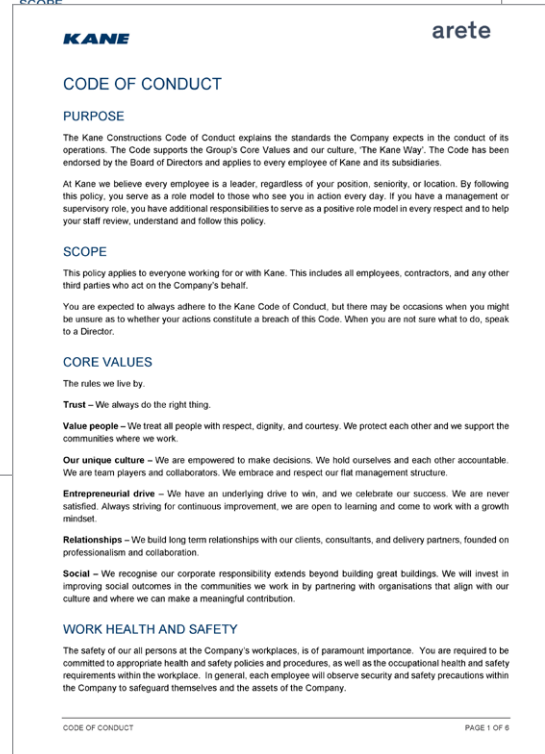 SCOPE
KANE
arete
CODE OF CONDUCT
PURPOSE
The Kane Constructions Code of Conduct explains the standards the Company expects in the conduct of its
operations. The Code supports the Group's Core Values and our culture, 'The Kane Way'. The Code has been
endorsed by the Board of Directors and applies to every employee of Kane and its subsidiaries.
At Kane we believe every employee is a leader, regardless of your position, seniority, or location. By following
this policy, you serve as a role model to those who see you in action every day. If you have a management or
supervisory role, you have additional responsibilities to serve as a positive role model in every respect and to help
your staff review, understand and follow this policy.
SCOPE
This policy applies to everyone working for or with Kane. This includes all employees, contractors, and any other
third parties who act on the Company's behalf.
You are expected to always adhere to the Kane Code of Conduct, but there may be occasions when you might
be unsure as to whether your actions constitute a breach of this Code. When you are not sure what to do, speak
to a Director.
CORE VALUES
The rules we live by.
Trust – We always do the right thing.
Value people – We treat all people with respect, dignity, and courtesy. We protect each other and we support the
communities where we work.
Our unique culture – We are empowered to make decisions. We hold ourselves and each other accountable.
We are team players and collaborators. We embrace and respect our flat management structure.
Entrepreneurial drive – We have an underlying drive to win, and we celebrate our success. We are never
satisfied. Always striving for continuous improvement, we are open to learning and come to work with a growth
mindset.
Relationships – We build long term relationships with our clients, consultants, and delivery partners, founded on
professionalism and collaboration.
Social – We recognise our corporate responsibility extends beyond building great buildings. We will invest in
improving social outcomes in the communities we work in by partnering with organisations that align with our
culture and where we can make a meaningful contribution.
WORK HEALTH AND SAFETY
The safety of our all persons at the Company's workplaces, is of paramount importance. You are required to be
committed to appropriate health and safety policies and procedures, as well as the occupational health and safety
requirements within the workplace. In general, each employee will observe security and safety precautions within
the Company to safeguard themselves and the assets of the Company.
CODE OF CONDUCT
PAGE 1 OF 6